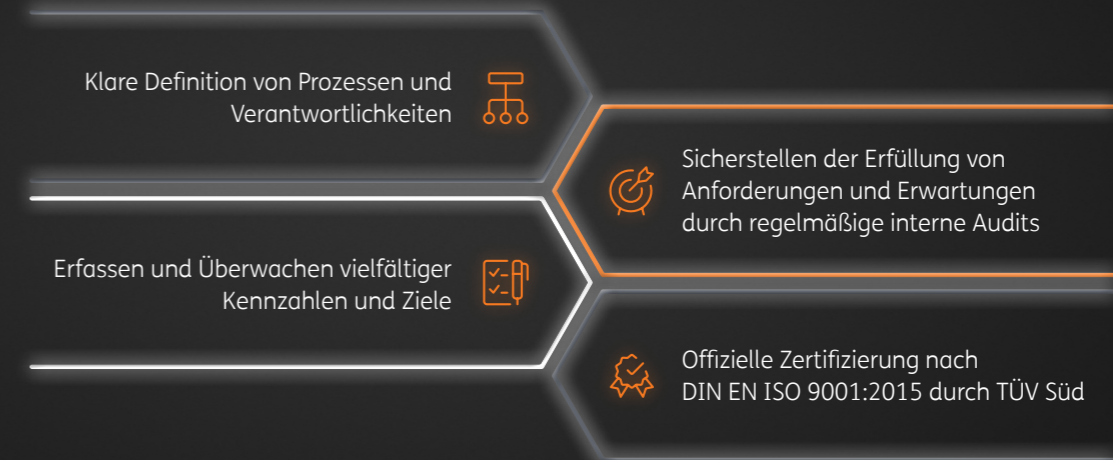 Klare Definition von Prozessen und
Verantwortlichkeiten
Sicherstellen der Erfüllung von
Anforderungen und Erwartungen
durch regelmäßige interne Audits
Erfassen und Überwachen vielfältiger
Kennzahlen und Ziele
Offizielle Zertifizierung nach
DIN EN ISO 9001:2015 durch TÜV Süd